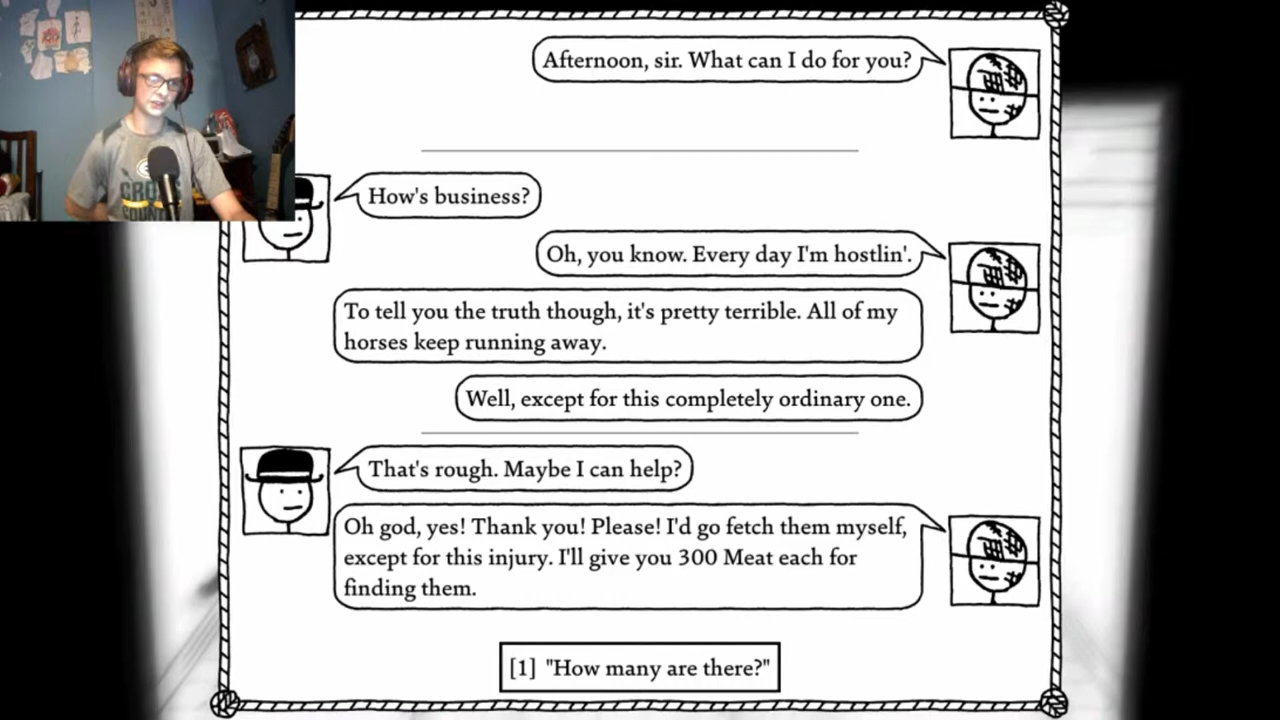 Afternoon, sir. What can I do for you?
How's business?
Oh, you know. Every day I'm hostlin'.
To tell you the truth though, it's pretty terrible. All of my
horses keep running away.
Well, except for this completely ordinary one.
That's rough. Maybe I can help?
Oh god, yes! Thank you! Please! I'd go fetch them myself,
except for this injury. I'll give you 300 Meat each for
finding them.
[1] "How many are there?"
CROSS
COUNTRY